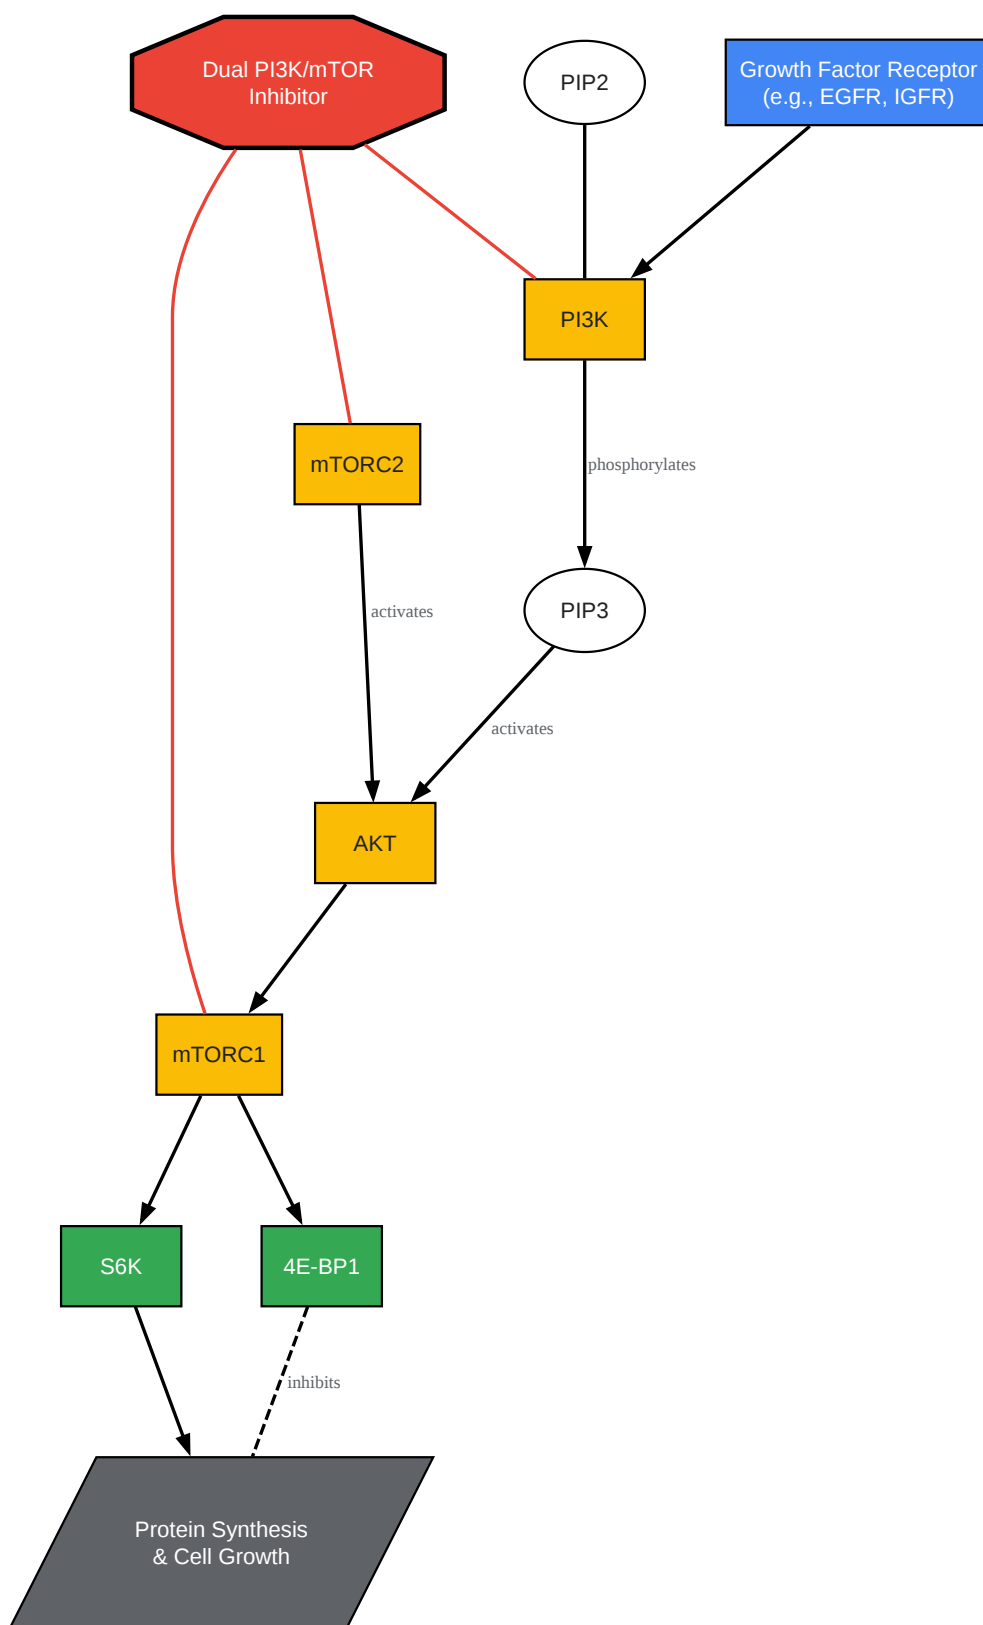 Dual PI3K/mTOR
Inhibitor
PIP2
Growth Factor Receptor
(e.g., EGFR, IGFR)
PI3K
mTORC2
phosphorylates
activates
PIP3
activates
AKT
mTORC1
S6K
4E-BP1
inhibits
Protein Synthesis
& Cell Growth